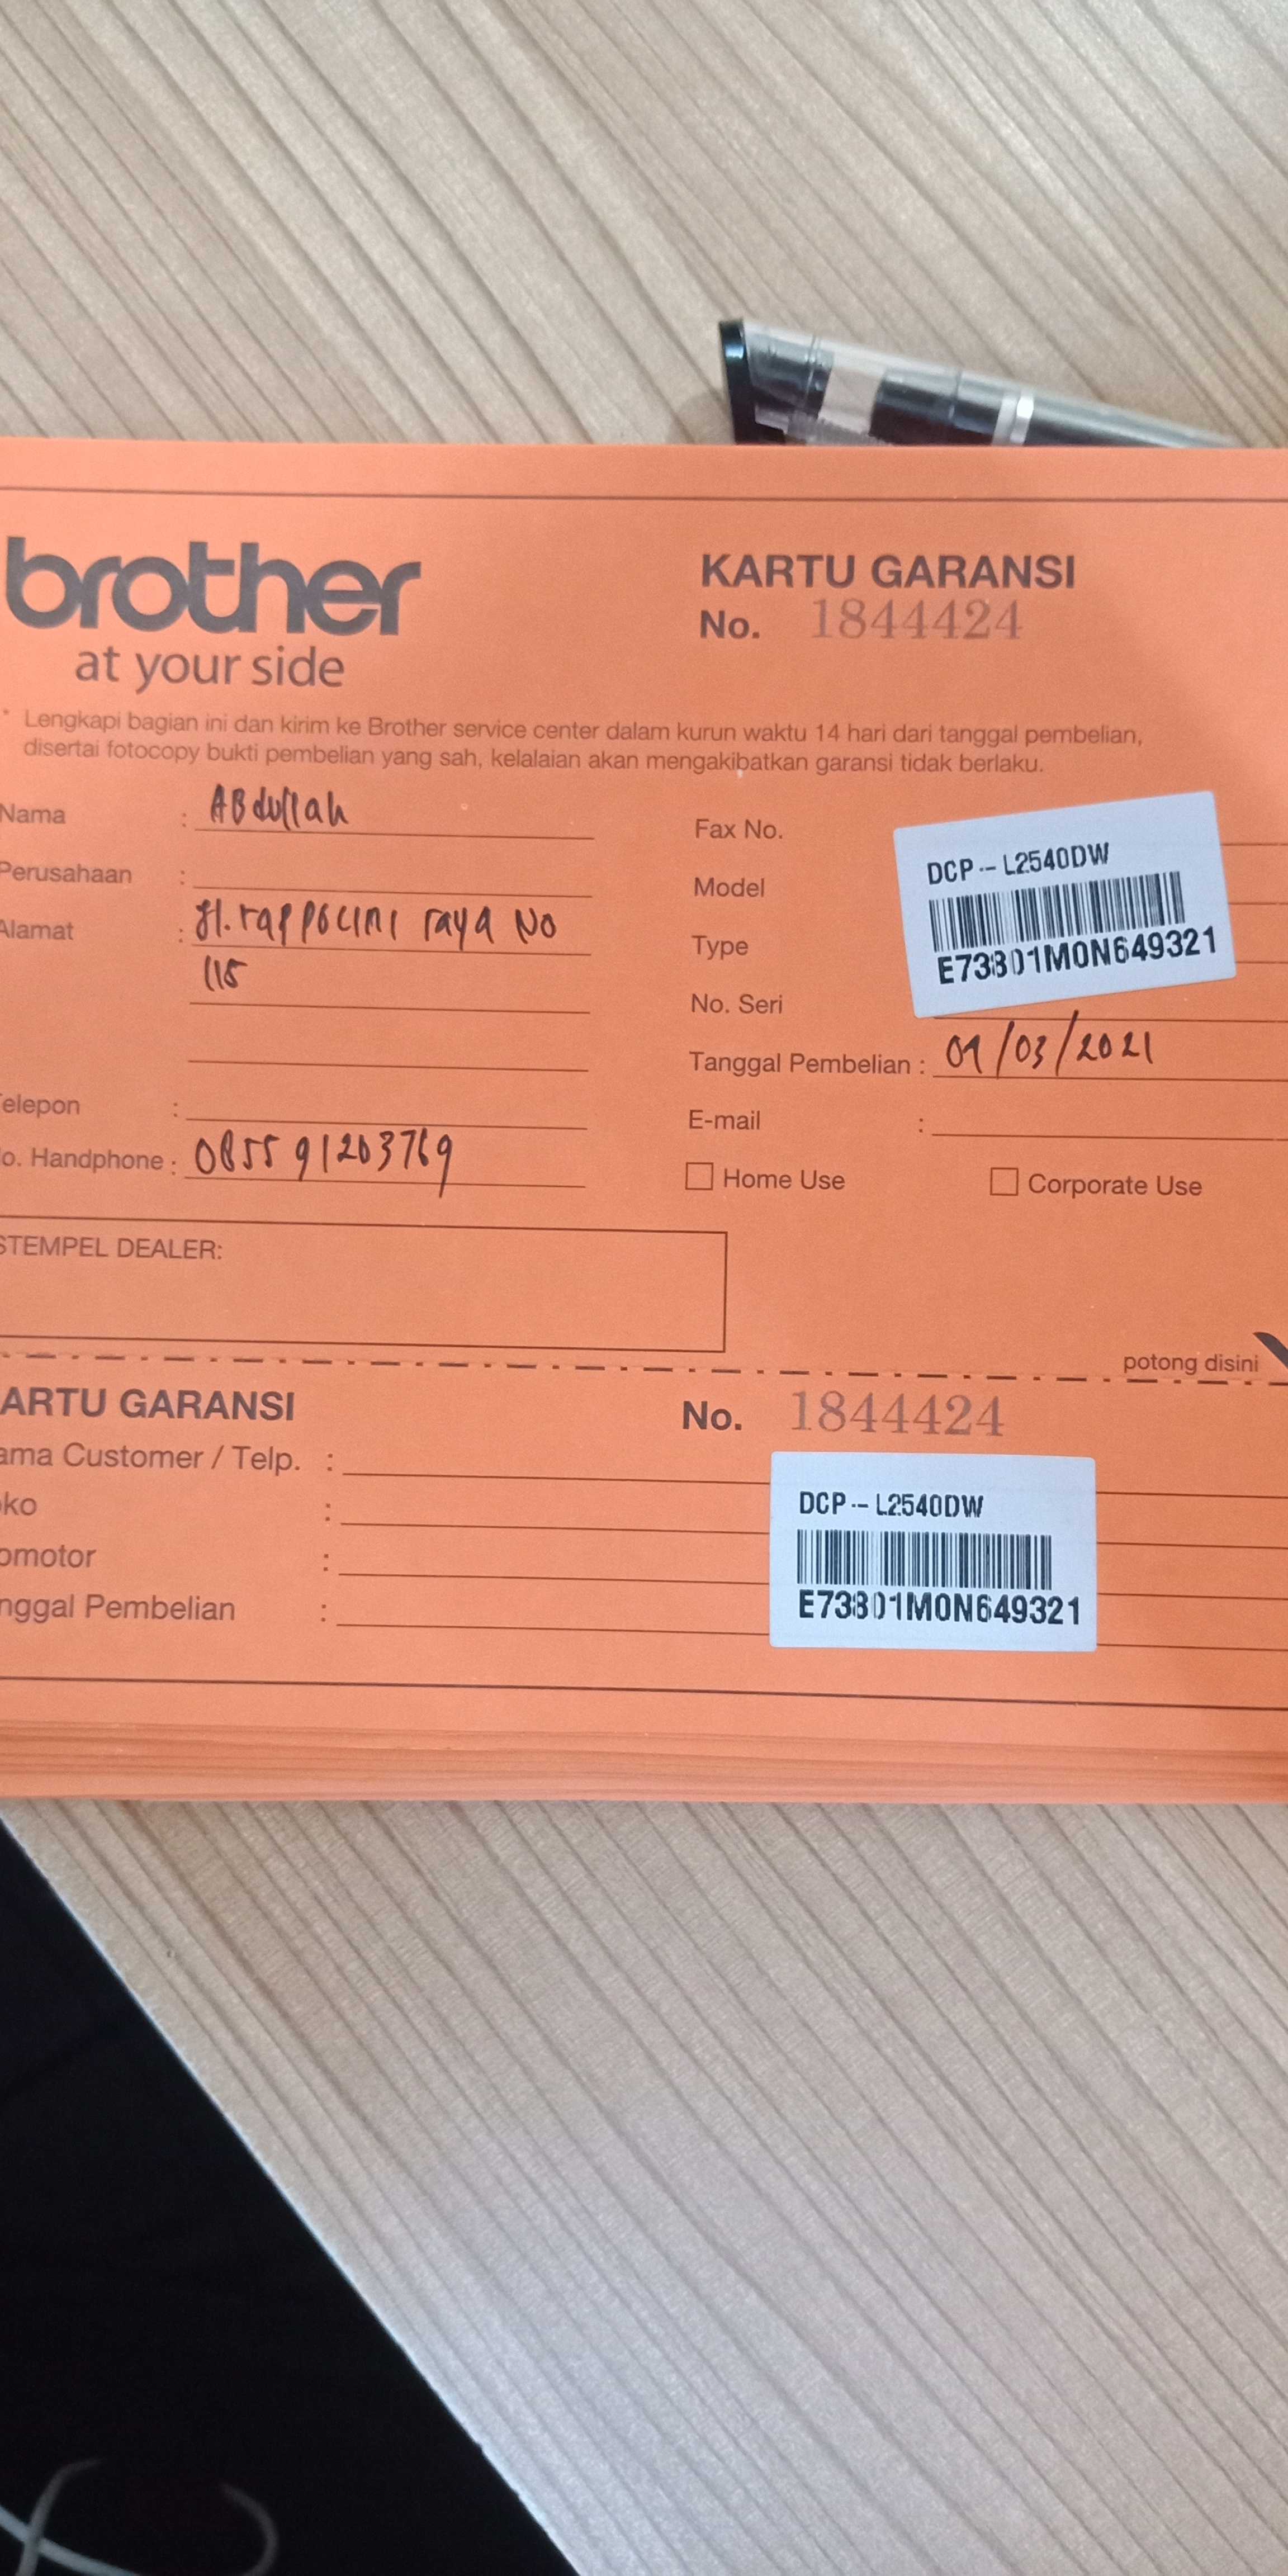 brother
at your side
KARTU GARANSI
No. 1844424
* Lengkapi bagian ini dan kirim ke Brother service center dalam kurun waktu 14 hari dari tanggal pembelian,
disertai fotocopy bukti pembelian yang sah, kelalaian akan mengakibatkan garansi tidak berlaku.
Nama : ABdullah
Perusahaan :
Alamat : Jl. rappocini raya No
115
elepon :
o. Handphone : 085591203769
Fax No.
Model
Type
No. Seri
DCP-L2540DW
E73801M0N649321
Tanggal Pembelian : 09/03/2021
E-mail :
Home Use
Corporate Use
STEMPEL DEALER:
potong disini
ARTU GARANSI
No. 1844424
ama Customer / Telp. :
ko :
omotor :
nggal Pembelian :
DCP-L2540DW
E73801M0N649321